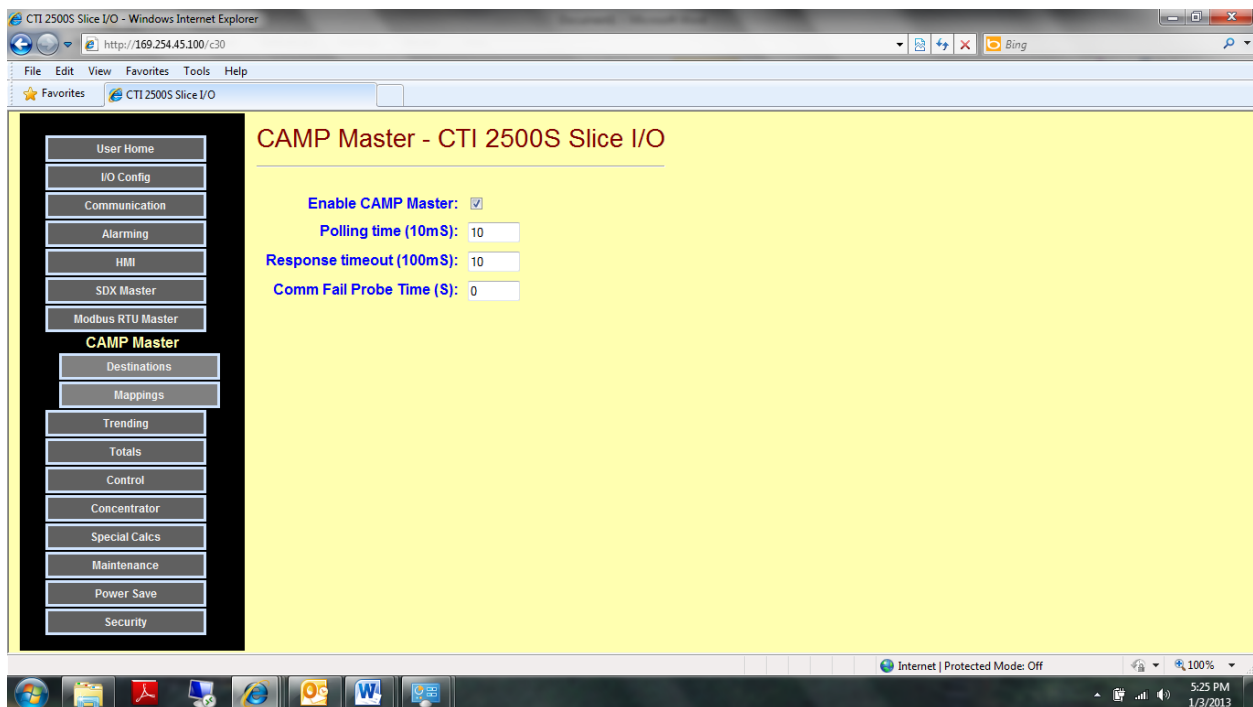 CTI 2500S Slice I/O - Windows Internet Explorer
http://169.254.45.100/c30
Bing
File Edit View Favorites Tools Help
Favorites
CTI 2500S Slice I/O
User Home
I/O Config
Communication
Alarming
HMI
SDX Master
Modbus RTU Master
CAMP Master
Destinations
Mappings
Trending
Totals
Control
Concentrator
Special Calcs
Maintenance
Power Save
Security
CAMP Master - CTI 2500S Slice I/O
Enable CAMP Master:
Polling time (10mS): 10
Response timeout (100mS): 10
Comm Fail Probe Time (S): 0
Internet | Protected Mode: Off
100%
5:25 PM
1/3/2013